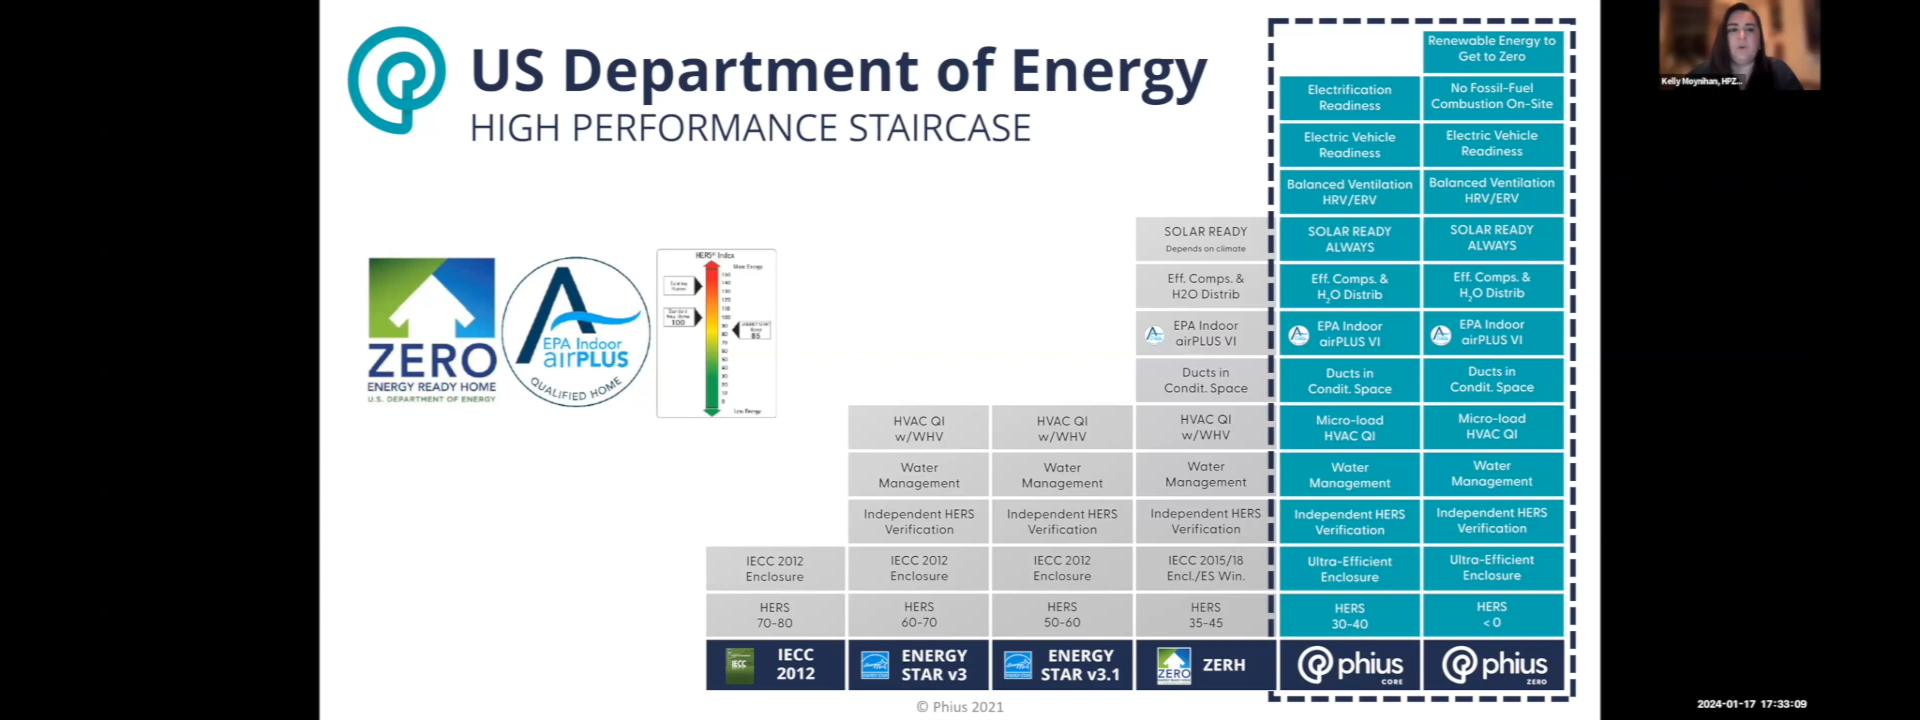 US Department of Energy
HIGH PERFORMANCE STAIRCASE
ZERO
ENERGY READY HOME
U.S. DEPARTMENT OF ENERGY
EPA Indoor
airPLUS
QUALIFIED HOME
HERS® Index
More Energy
100
Less Energy
IECC 2012
Enclosure
HERS
70-80
IECC
2012
HVAC QI
w/WHV
Water
Management
Independent HERS
Verification
IECC 2012
Enclosure
HERS
60-70
ENERGY
STAR v3
HVAC QI
w/WHV
Water
Management
Independent HERS
Verification
IECC 2012
Enclosure
HERS
50-60
ENERGY
STAR v3.1
SOLAR READY
Depends on climate
Eff. Comps. &
H2O Distrib
EPA Indoor
airPLUS VI
Ducts in
Condit. Space
HVAC QI
w/WHV
Water
Management
Independent HERS
Verification
IECC 2015/18
Encl./ES Win.
HERS
35-45
ZERO
ZERH
Electrification
Readiness
Electric Vehicle
Readiness
Balanced Ventilation
HRV/ERV
SOLAR READY
ALWAYS
Eff. Comps. &
H₂O Distrib
EPA Indoor
airPLUS VI
Ducts in
Condit. Space
Micro-load
HVAC QI
Water
Management
Independent HERS
Verification
Ultra-Efficient
Enclosure
HERS
30-40
phius
CORE
Renewable Energy to
Get to Zero
No Fossil-Fuel
Combustion On-Site
Electric Vehicle
Readiness
Balanced Ventilation
HRV/ERV
SOLAR READY
ALWAYS
Eff. Comps. &
H₂O Distrib
EPA Indoor
airPLUS VI
Ducts in
Condit. Space
Micro-load
HVAC QI
Water
Management
Independent HERS
Verification
Ultra-Efficient
Enclosure
HERS
< 0
phius
ZERO
© Phius 2021
Kelly Moynihan, HPZ...
2024-01-17 17:33:09